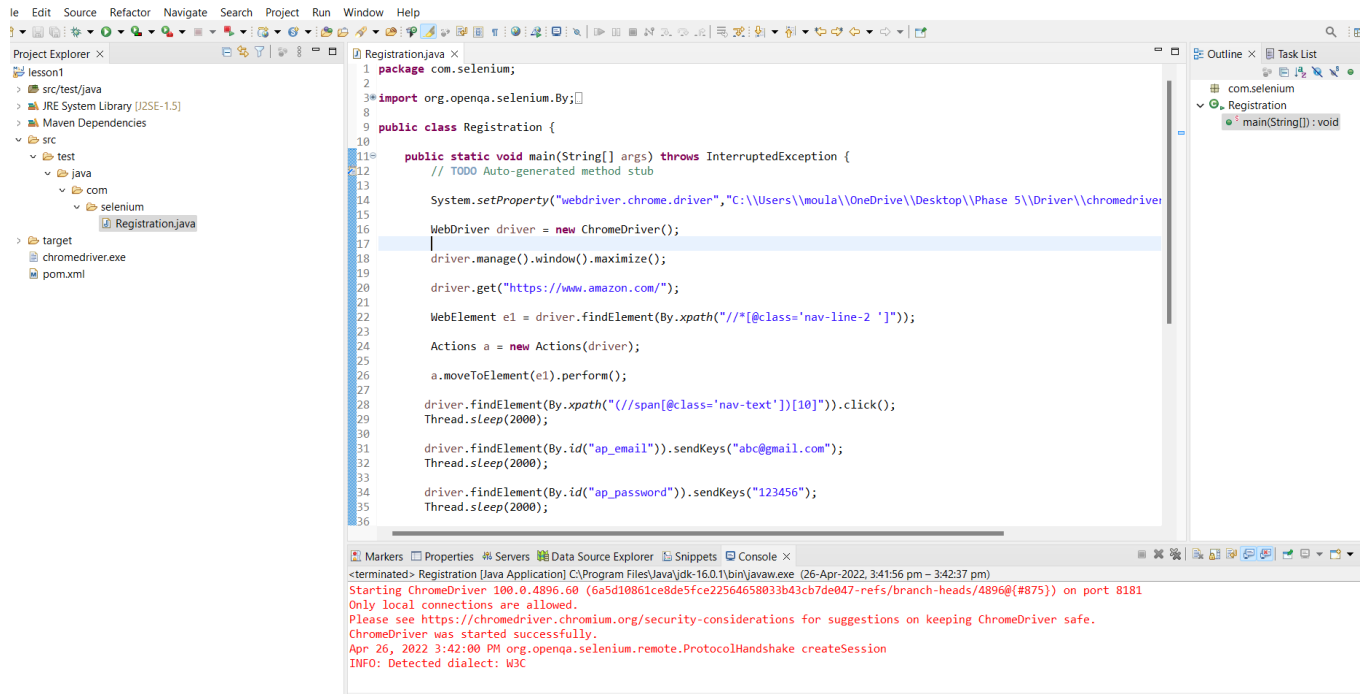 le Edit Source Refactor Navigate Search Project Run Window Help
Project Explorer
lesson1
src/test/java
JRE System Library [J2SE-1.5]
Maven Dependencies
src
test
java
com
selenium
Registration.java
target
chromedriver.exe
pom.xml
Registration.java
1 package com.selenium;
2
3 import org.openqa.selenium.By;
8
9 public class Registration {
10
11 public static void main(String[] args) throws InterruptedException {
12 // TODO Auto-generated method stub
13
14 System.setProperty("webdriver.chrome.driver","C:\\Users\\moula\\OneDrive\\Desktop\\Phase 5\\Driver\\chromedriver
15
16 WebDriver driver = new ChromeDriver();
17
18 driver.manage().window().maximize();
19
20 driver.get("https://www.amazon.com/");
21
22 WebElement e1 = driver.findElement(By.xpath("//*[@class='nav-line-2 ']"));
23
24 Actions a = new Actions(driver);
25
26 a.moveToElement(e1).perform();
27
28 driver.findElement(By.xpath("(//span[@class='nav-text'])[10]")).click();
29 Thread.sleep(2000);
30
31 driver.findElement(By.id("ap_email")).sendKeys("abc@gmail.com");
32 Thread.sleep(2000);
33
34 driver.findElement(By.id("ap_password")).sendKeys("123456");
35 Thread.sleep(2000);
36
Outline Task List
com.selenium
Registration
main(String[]) : void
Markers Properties Servers Data Source Explorer Snippets Console
<terminated> Registration [Java Application] C:\Program Files\Java\jdk-16.0.1\bin\javaw.exe (26-Apr-2022, 3:41:56 pm – 3:42:37 pm)
Starting ChromeDriver 100.0.4896.60 (6a5d10861ce8de5fce22564658033b43cb7de047-refs/branch-heads/4896@{#875}) on port 8181
Only local connections are allowed.
Please see https://chromedriver.chromium.org/security-considerations for suggestions on keeping ChromeDriver safe.
ChromeDriver was started successfully.
Apr 26, 2022 3:42:00 PM org.openqa.selenium.remote.ProtocolHandshake createSession
INFO: Detected dialect: W3C